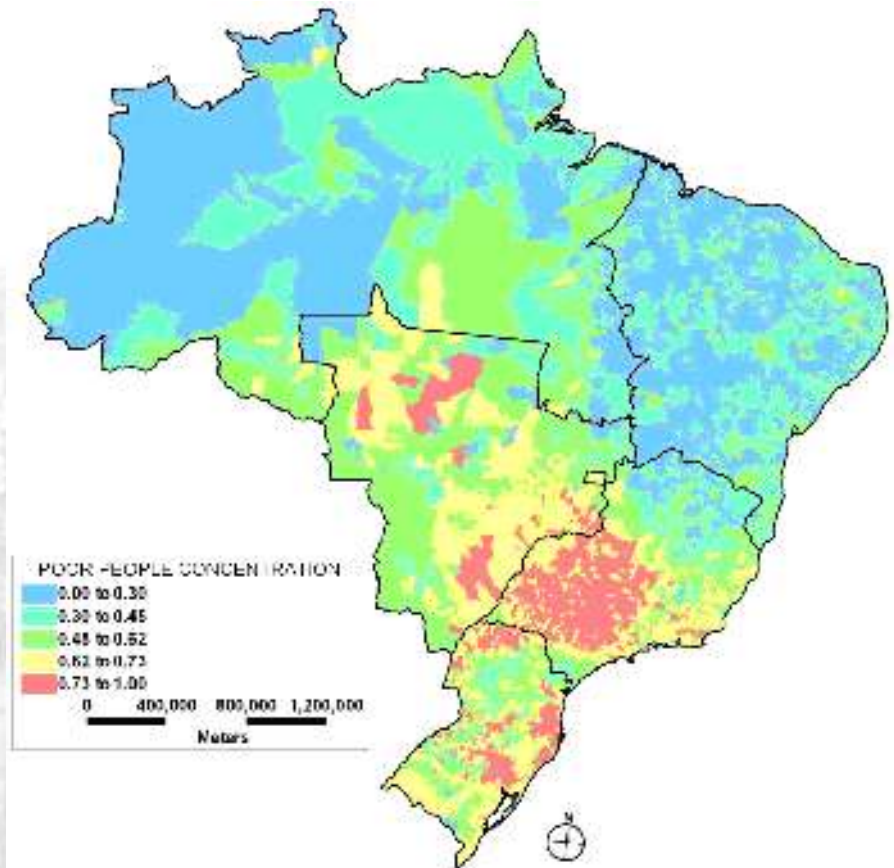 POOR PEOPLE CONCENTRATION
0.00 to 0.30
0.30 to 0.45
0.45 to 0.62
0.62 to 0.73
0.73 to 1.00
0 400,000 800,000 1,200,000
Meters
N